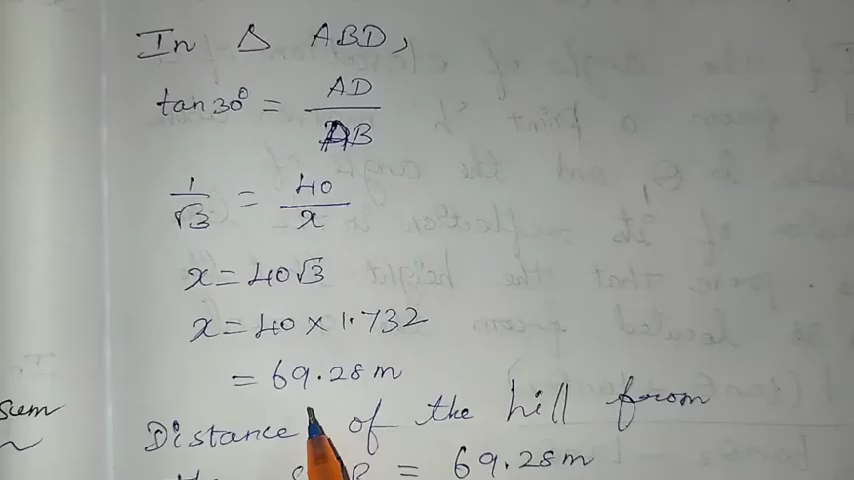 In Δ ABD,
tan 30° = AD / AB
1/√3 = 40/x
x = 40√3
x = 40 × 1.732
= 69.28 m
Distance of the hill from
= 69.28 m
sum